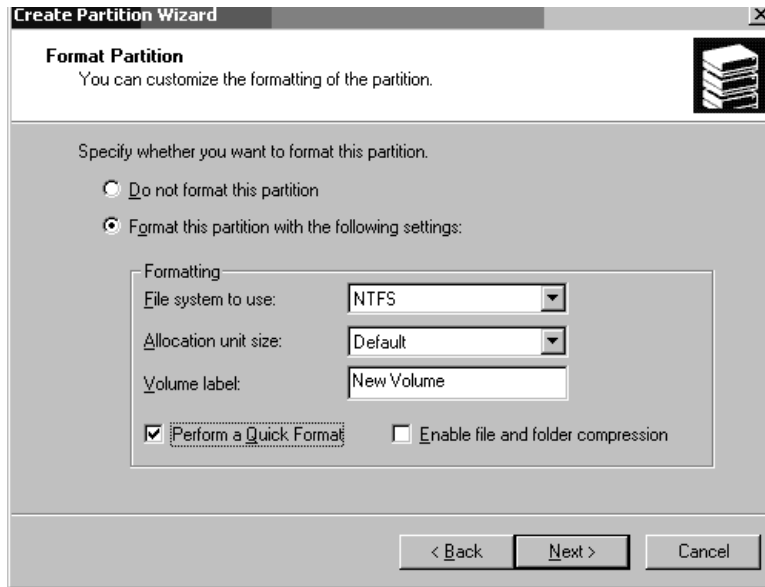 Create Partition Wizard
Format Partition
You can customize the formatting of the partition.
Specify whether you want to format this partition.
Do not format this partition
Format this partition with the following settings:
Formatting
File system to use: NTFS
Allocation unit size: Default
Volume label: New Volume
Perform a Quick Format Enable file and folder compression
< Back Next > Cancel